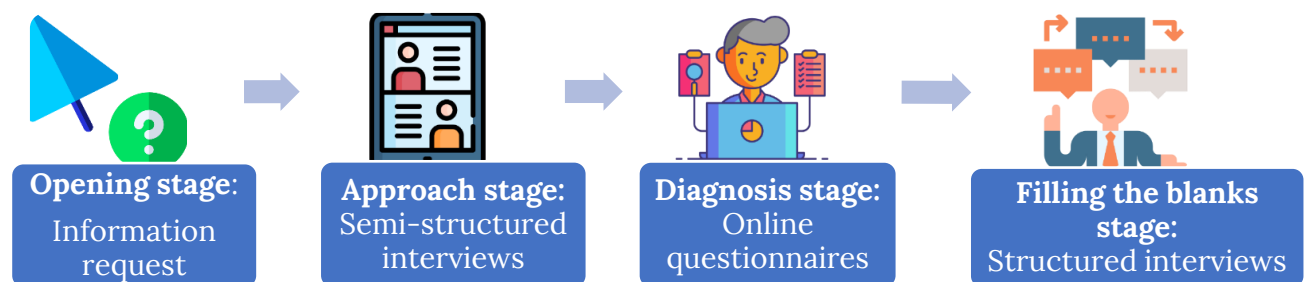 Opening stage:
Information
request
Approach stage:
Semi-structured
interviews
Diagnosis stage:
Online
questionnaires
Filling the blanks
stage:
Structured interviews
?